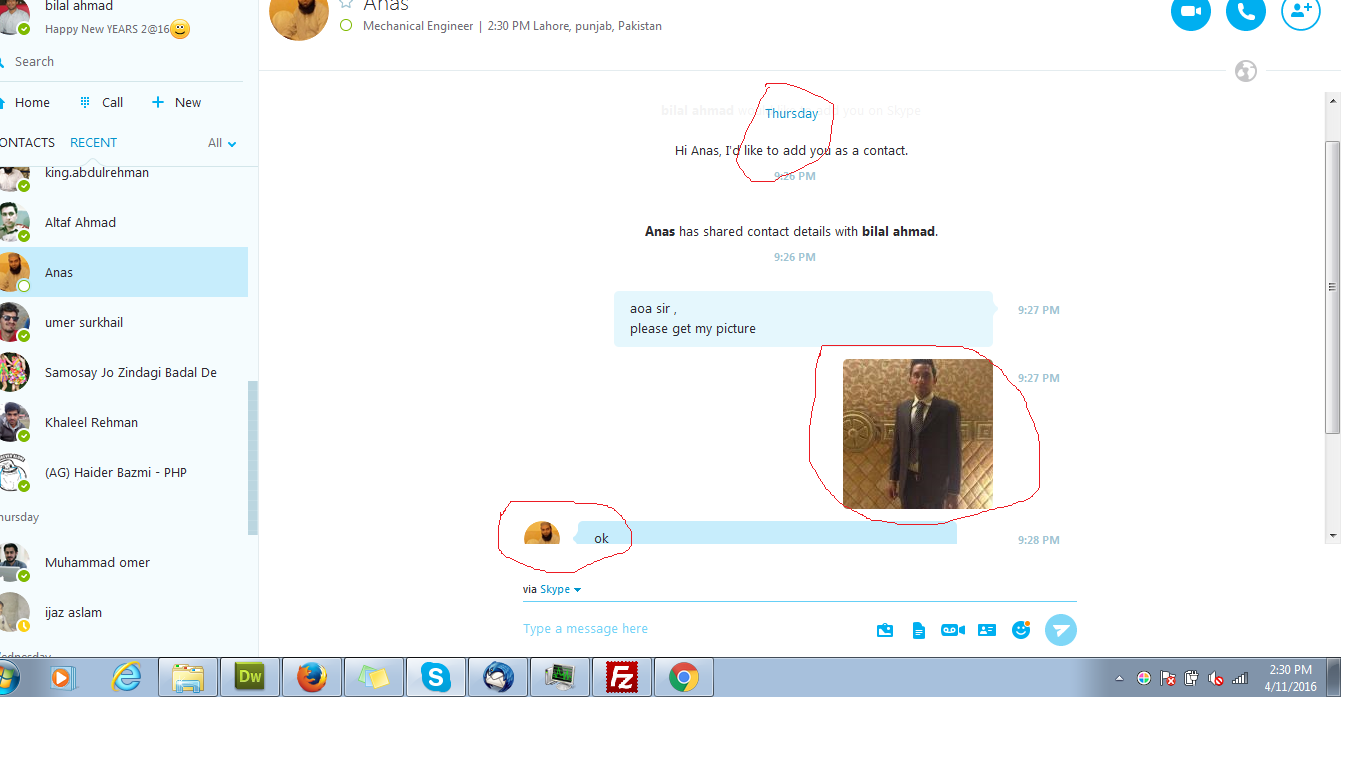 bilal ahmad
Happy New YEARS 2@16
Search
Home
Call
New
ONTACTS
RECENT
All
king.abdulrehman
Altaf Ahmad
Anas
umer surkhail
Samosay Jo Zindagi Badal De
Khaleel Rehman
(AG) Haider Bazmi - PHP
hursday
Muhammad omer
ijaz aslam
ednesday
Anas
Mechanical Engineer | 2:30 PM Lahore, punjab, Pakistan
bilal ahmad
you on Skype
Thursday
Hi Anas, I'd like to add you as a contact.
9:26 PM
Anas has shared contact details with bilal ahmad.
9:26 PM
aoa sir ,
please get my picture
9:27 PM
9:27 PM
ok
9:28 PM
via Skype
Type a message here
Dw
S
Fz
2:30 PM
4/11/2016